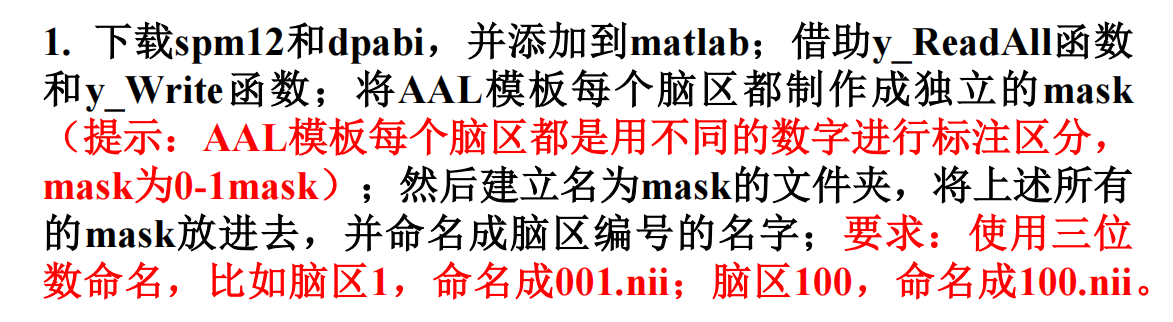 1. 下载spm12和dpabi，并添加到matlab；借助y_ReadAll函数
和y_Write函数；将AAL模板每个脑区都制作成独立的mask
（提示：AAL模板每个脑区都是用不同的数字进行标注区分，
mask为0-1mask）；然后建立名为mask的文件夹，将上述所有
的mask放进去，并命名成脑区编号的名字；要求：使用三位
数命名，比如脑区1，命名成001.nii；脑区100，命名成100.nii。